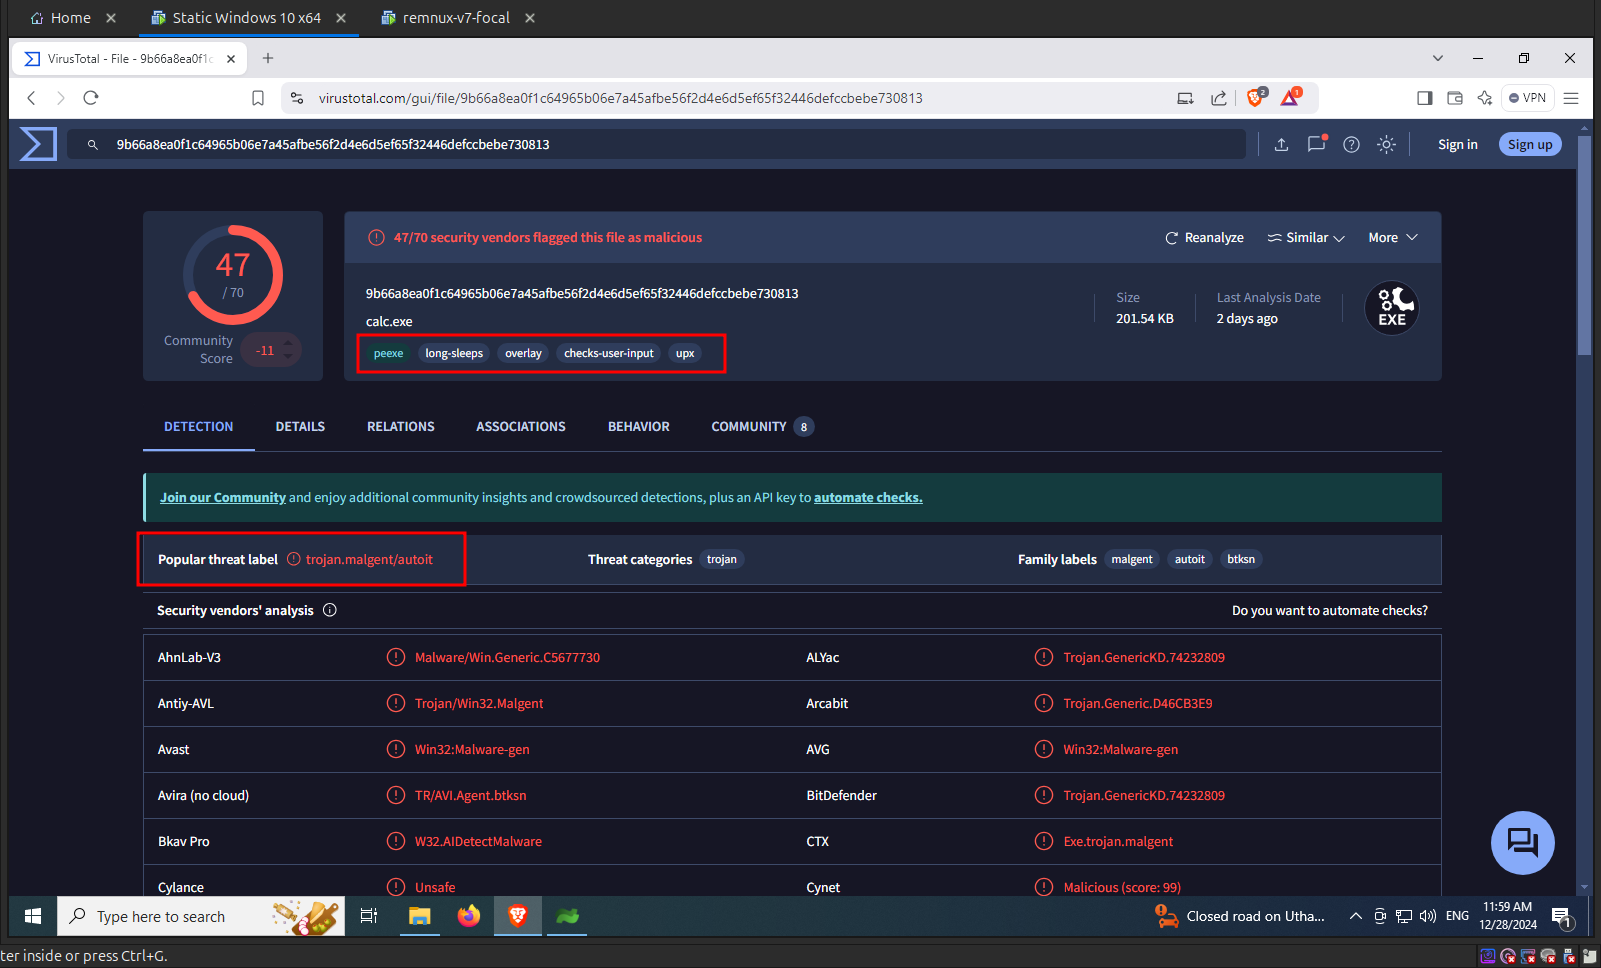 Home
Static Windows 10 x64
remnux-v7-focal
VirusTotal - File - 9b66a8ea0f1c
virustotal.com/gui/file/9b66a8ea0f1c64965b06e7a45afbe56f2d4e6d5ef65f32446defccbebe730813
2
1
VPN
9b66a8ea0f1c64965b06e7a45afbe56f2d4e6d5ef65f32446defccbebe730813
Sign in
Sign up
47
/ 70
Community Score
-11
47/70 security vendors flagged this file as malicious
Reanalyze
Similar
More
9b66a8ea0f1c64965b06e7a45afbe56f2d4e6d5ef65f32446defccbebe730813
calc.exe
peexe long-sleeps overlay checks-user-input upx
Size
201.54 KB
Last Analysis Date
2 days ago
EXE
DETECTION DETAILS RELATIONS ASSOCIATIONS BEHAVIOR COMMUNITY 8
Join our Community and enjoy additional community insights and crowdsourced detections, plus an API key to automate checks.
Popular threat label trojan.malgent/autoit
Threat categories trojan
Family labels malgent autoit btksn
Security vendors' analysis
Do you want to automate checks?
AhnLab-V3 Malware/Win.Generic.C5677730 ALYac Trojan.GenericKD.74232809
Antiy-AVL Trojan/Win32.Malgent Arcabit Trojan.Generic.D46CB3E9
Avast Win32:Malware-gen AVG Win32:Malware-gen
Avira (no cloud) TR/AVI.Agent.btksn BitDefender Trojan.GenericKD.74232809
Bkav Pro W32.AIDetectMalware CTX Exe.trojan.malgent
Cylance Unsafe Cynet Malicious (score: 99)
Type here to search
Closed road on Utha...
ENG
11:59 AM
12/28/2024
1
ter inside or press Ctrl+G.